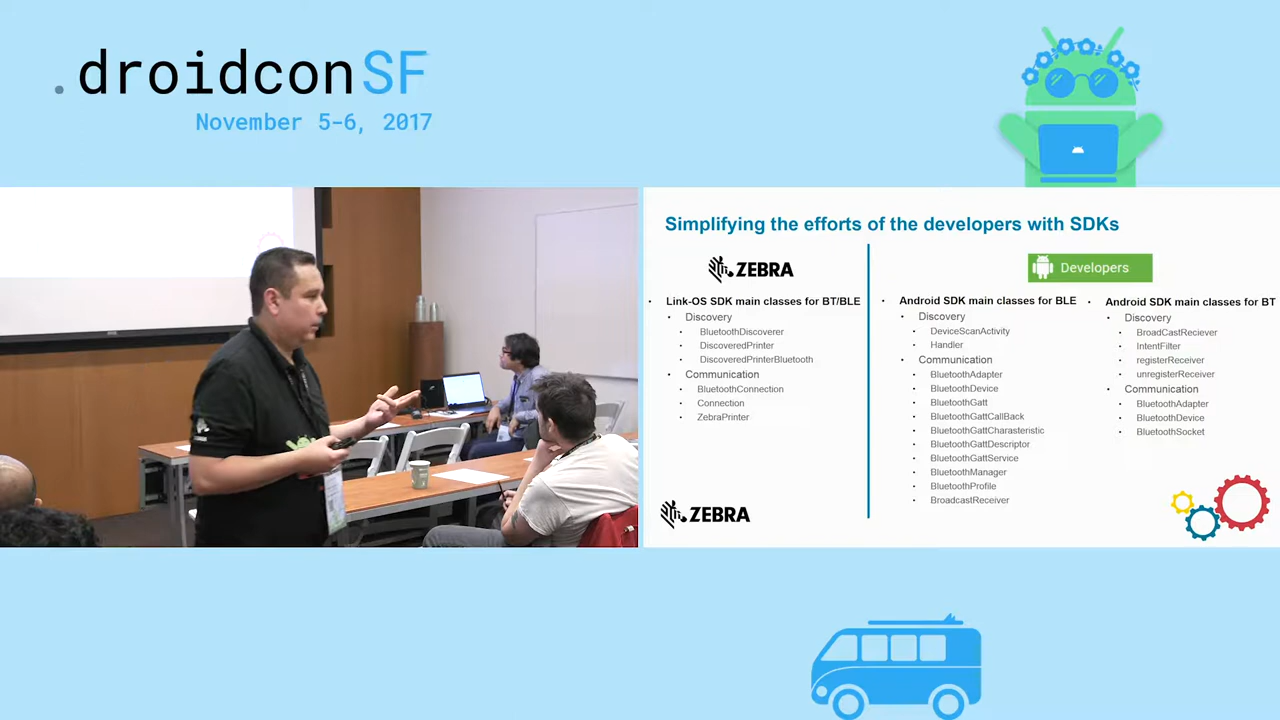 .droidconSF
November 5-6, 2017
Simplifying the efforts of the developers with SDKs
ZEBRA
Link-OS SDK main classes for BT/BLE
Discovery
BluetoothDiscoverer
DiscoveredPrinter
DiscoveredPrinterBluetooth
Communication
BluetoothConnection
Connection
ZebraPrinter
ZEBRA
Developers
Android SDK main classes for BLE
Discovery
DeviceScanActivity
Handler
Communication
BluetoothAdapter
BluetoothDevice
BluetoothGatt
BluetoothGattCallBack
BluetoothGattCharasteristic
BluetoothGattDescriptor
BluetoothGattService
BluetoothManager
BluetoothProfile
BroadcastReceiver
Android SDK main classes for BT
Discovery
BroadCastReciever
IntentFilter
registerReceiver
unregisterReceiver
Communication
BluetoothAdapter
BluetoothDevice
BluetoothSocket